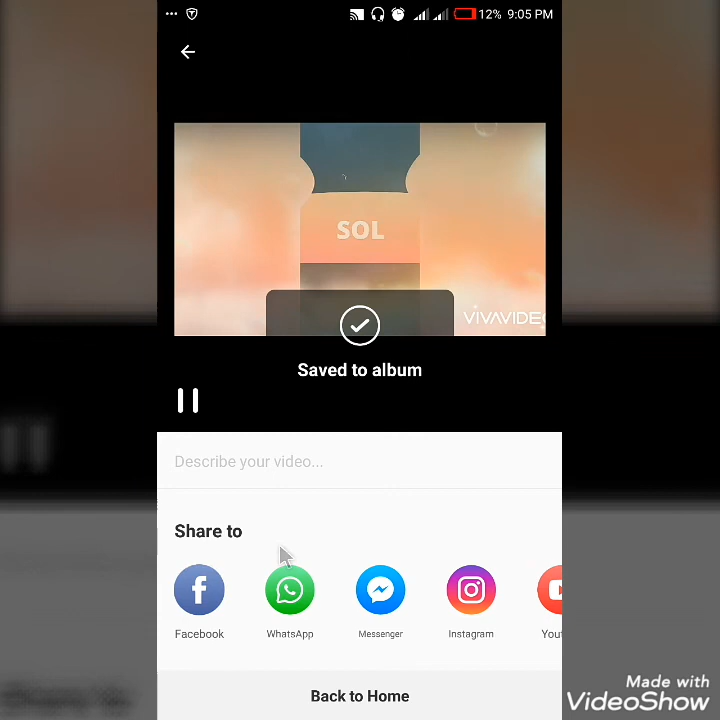 12% 9:05 PM
SOL
VIVAVIDE
Saved to album
Describe your video...
Share to
Facebook
WhatsApp
Messenger
Instagram
Yout
Back to Home
Made with
VideoShow